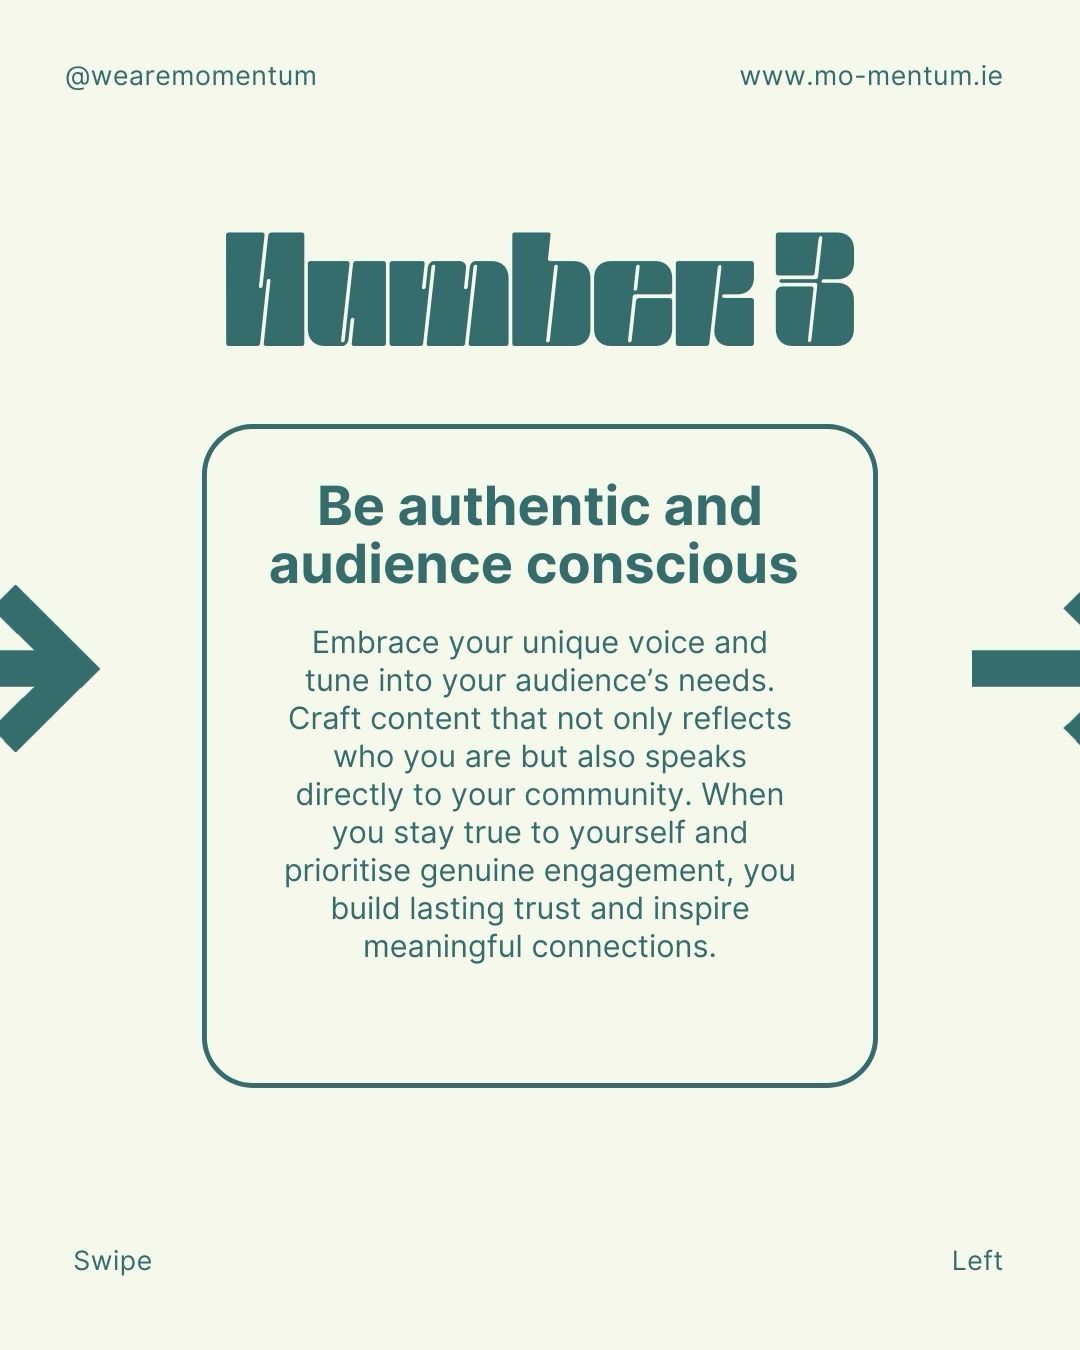 @wearemomentum
www.mo-mentum.ie
Number 3
Be authentic and
audience conscious
Embrace your unique voice and
tune into your audience’s needs.
Craft content that not only reflects
who you are but also speaks
directly to your community. When
you stay true to yourself and
prioritise genuine engagement, you
build lasting trust and inspire
meaningful connections.
Swipe
Left